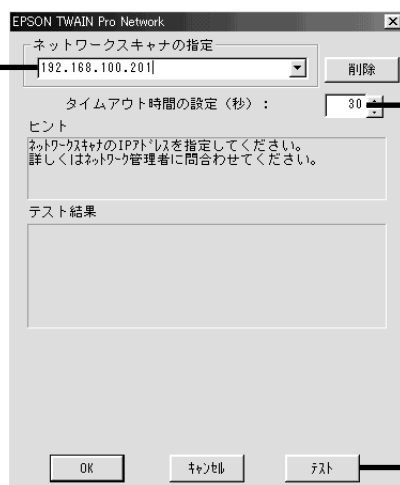 EPSON TWAIN Pro Network
ネットワークスキャナの指定
192.168.100.201
削除
タイムアウト時間の設定（秒）：
30
ヒント
ﾈｯﾄﾜｰｸｽｷｬﾅのIPｱﾄﾞﾚｽを指定してください。
詳しくはﾈｯﾄﾜｰｸ管理者に問合わせてください。
テスト結果
OK
ｷｬﾝｾﾙ
ﾃｽﾄ